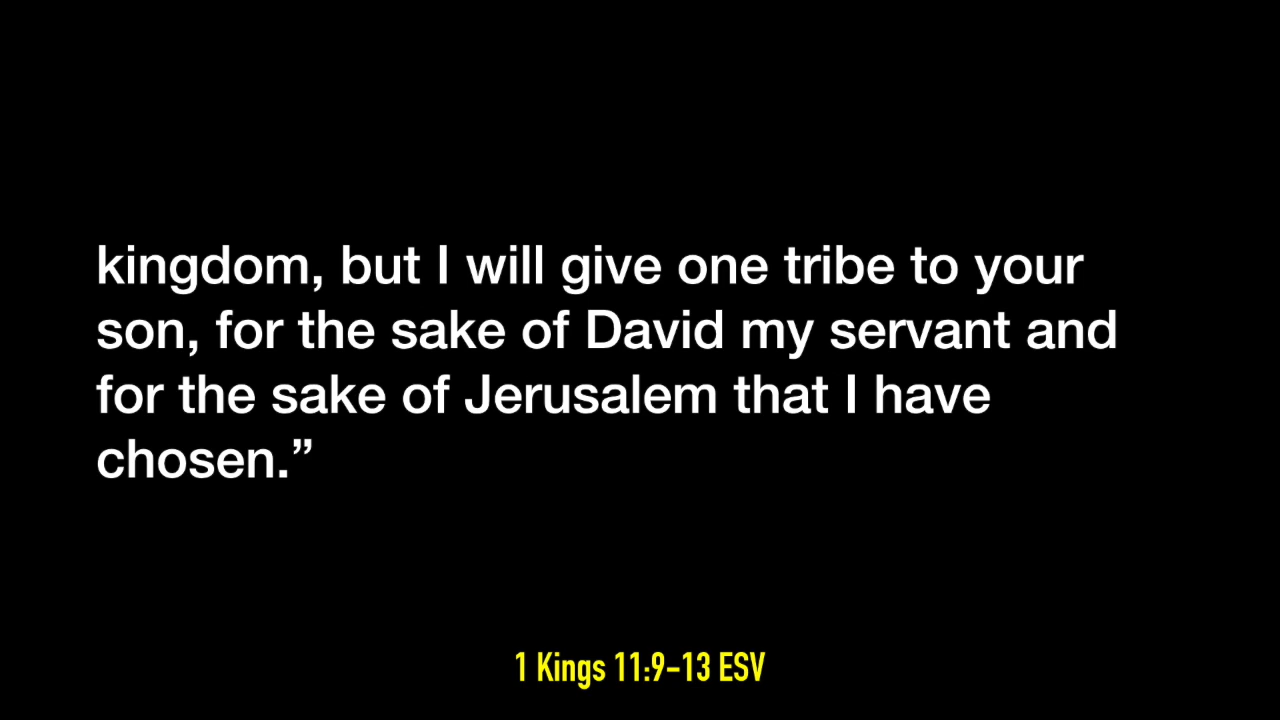 kingdom, but I will give one tribe to your
son, for the sake of David my servant and
for the sake of Jerusalem that I have
chosen.”
1 Kings 11:9–13 ESV